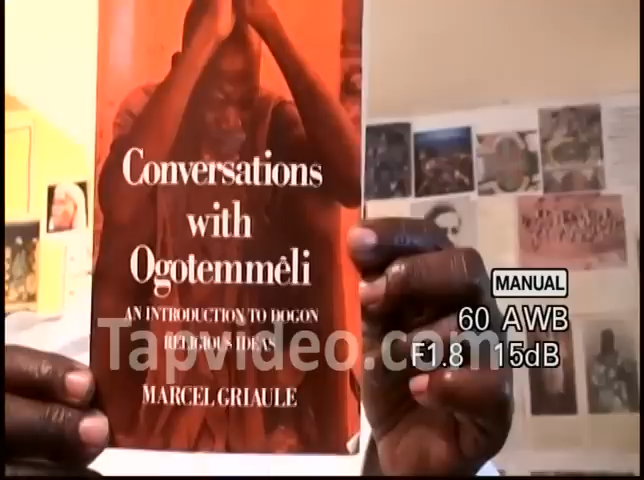 Conversations
with
Ogotemmêli
AN INTRODUCTION TO DOGON
RELIGIOUS IDEAS
MARCEL GRIAULE
Tapvideo.com
MANUAL
60 AWB
F1.8 15dB